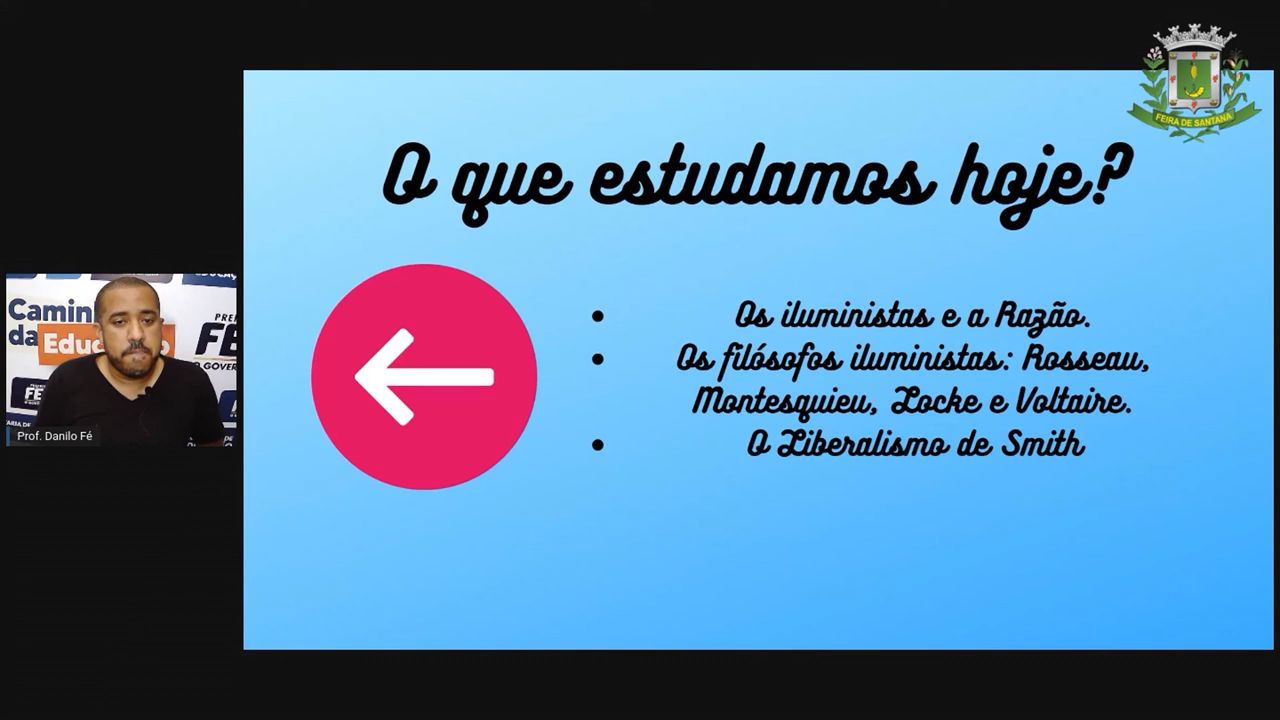 FEIRA DE SANTANA
O que estudamos hoje?
Os iluministas e a Razão.
Os filósofos iluministas: Rosseau,
Montesquieu, Locke e Voltaire.
O Liberalismo de Smith
da
Prof. Danilo Fé